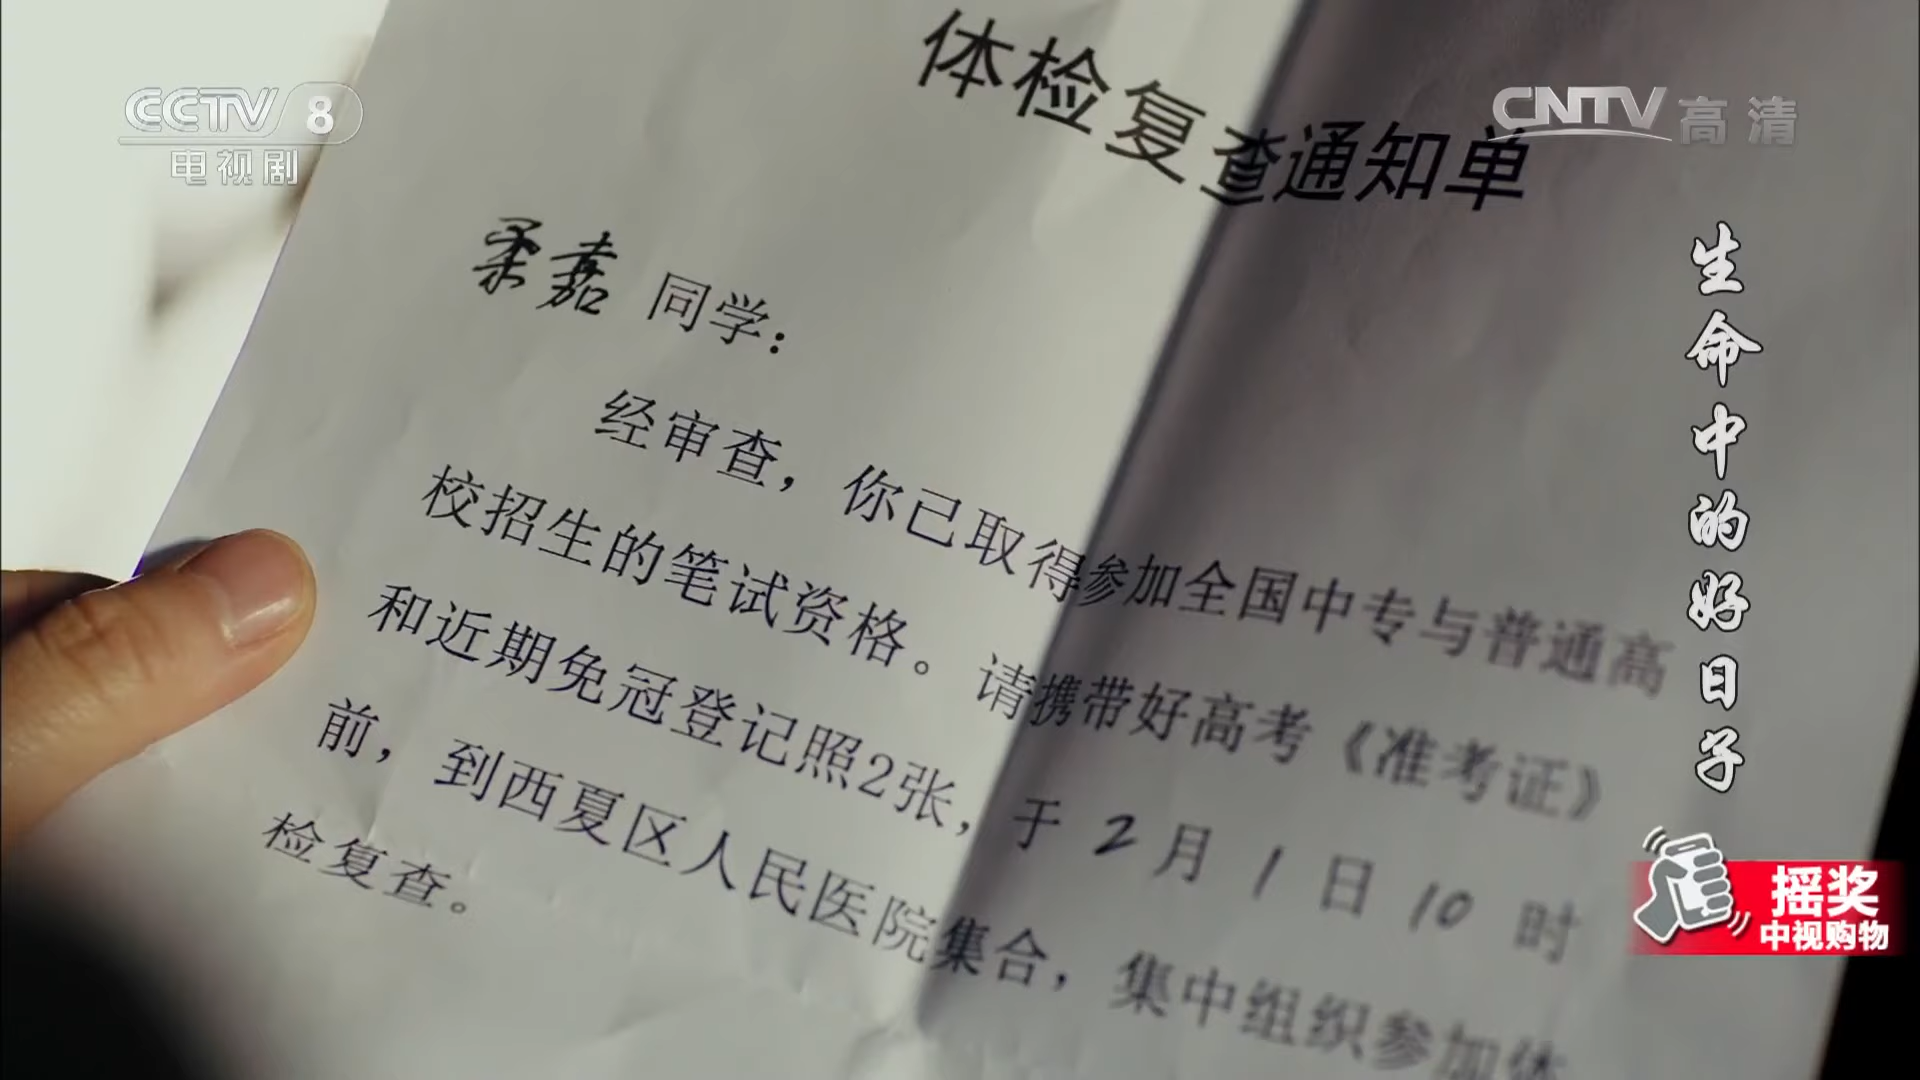 CCTV 8
电视剧
CNTV 高清
体检复查通知单
柔嘉 同学：
经审查，你已取得参加全国中专与普通高
校招生的笔试资格。请携带好高考《准考证》
和近期免冠登记照2张，于 2 月 1 日 10 时
前，到西夏区人民医院集合，集中组织参加体
检复查。
生命中的好日子
摇奖
中视购物